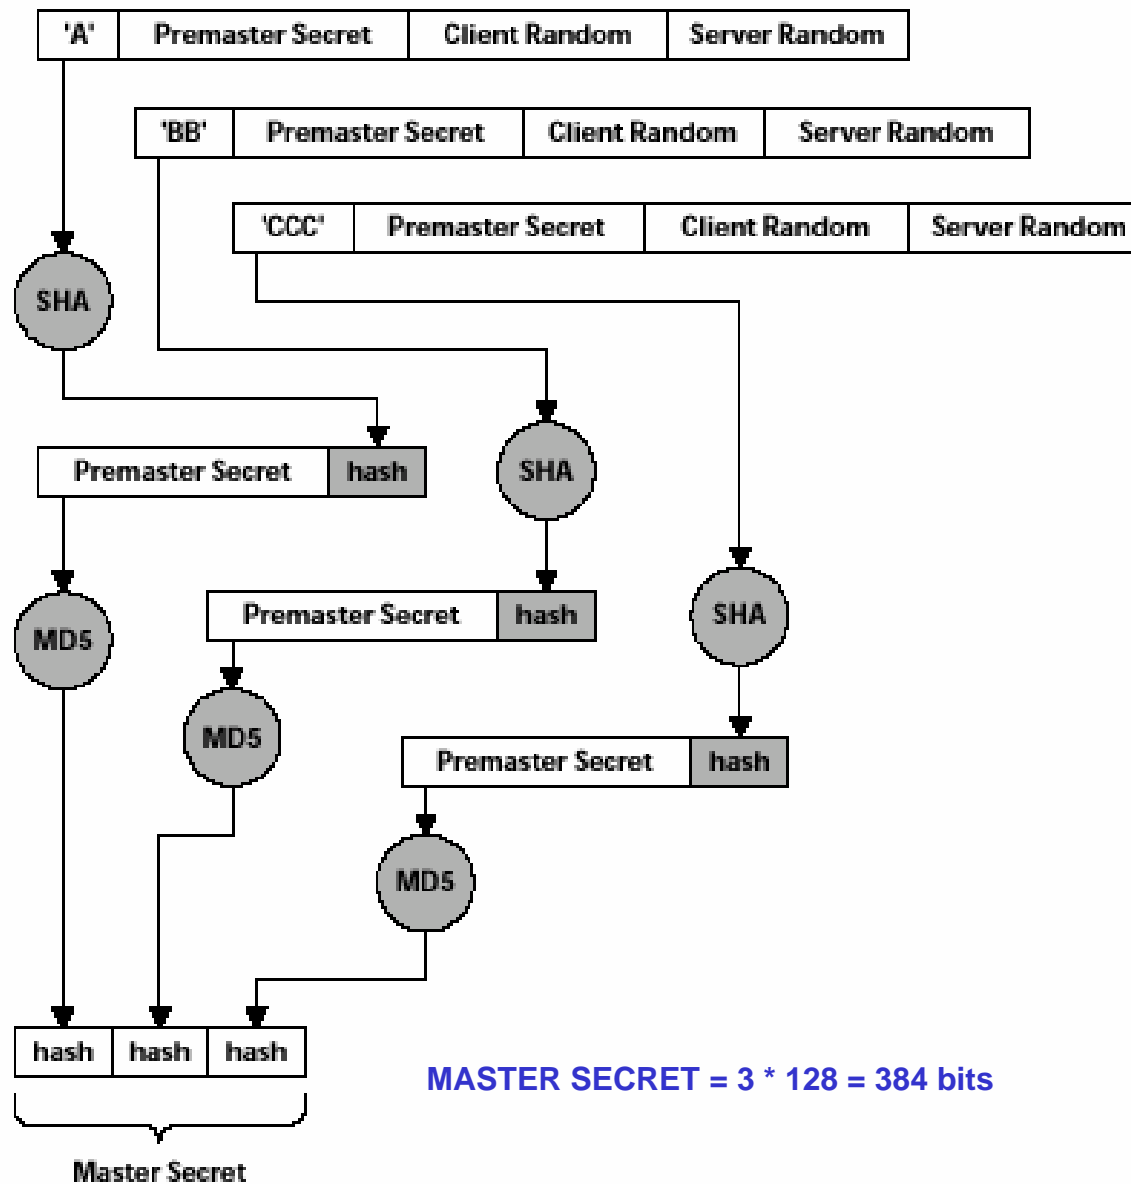 'A' Premaster Secret Client Random Server Random
'BB' Premaster Secret Client Random Server Random
'CCC' Premaster Secret Client Random Server Random
SHA
Premaster Secret hash
SHA
Premaster Secret hash
SHA
MD5
MD5
Premaster Secret hash
MD5
hash hash hash
MASTER SECRET = 3 * 128 = 384 bits
Master Secret